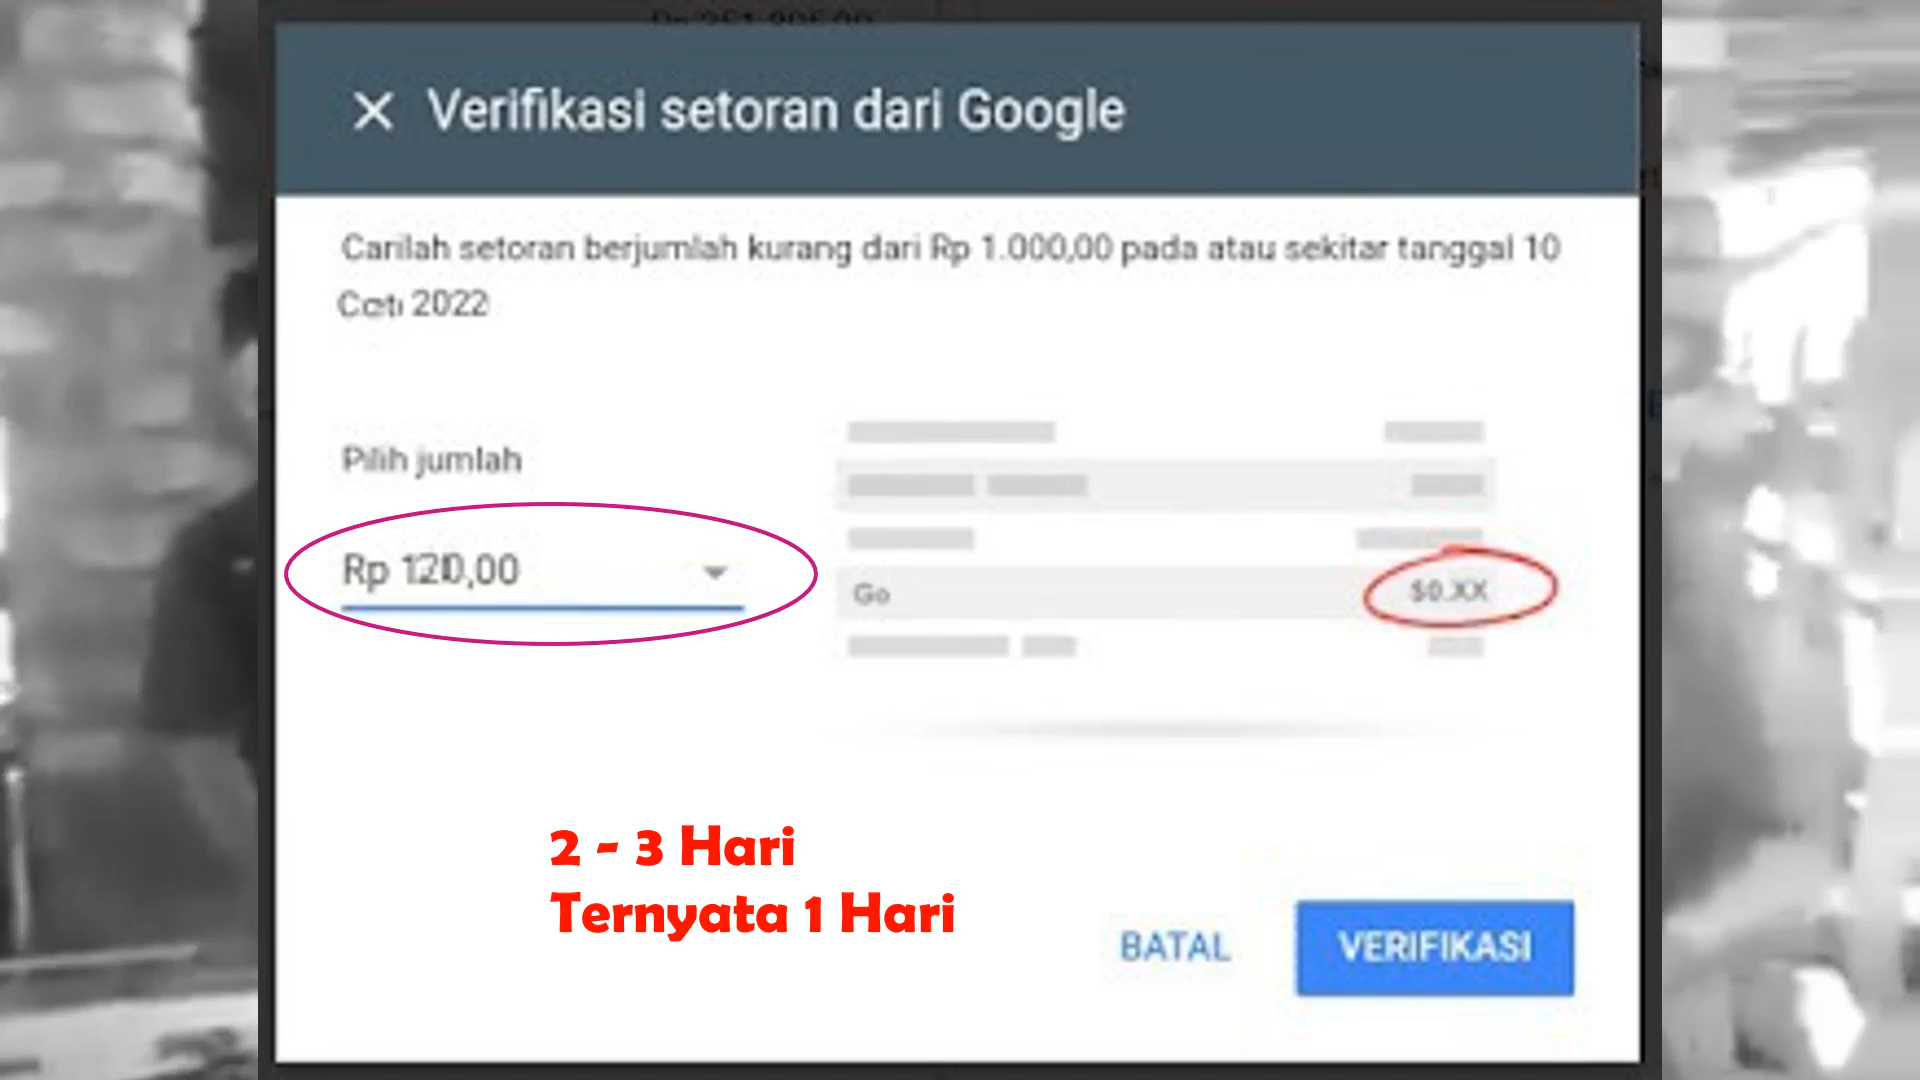 Verifikasi setoran dari Google
Carilah setoran berjumlah kurang dari Rp 1.000,00 pada atau sekitar tanggal 10
2022
Pilih jumlah
Rp 120,00
Go
$0.XX
2 - 3 Hari
Ternyata 1 Hari
BATAL
VERIFIKASI